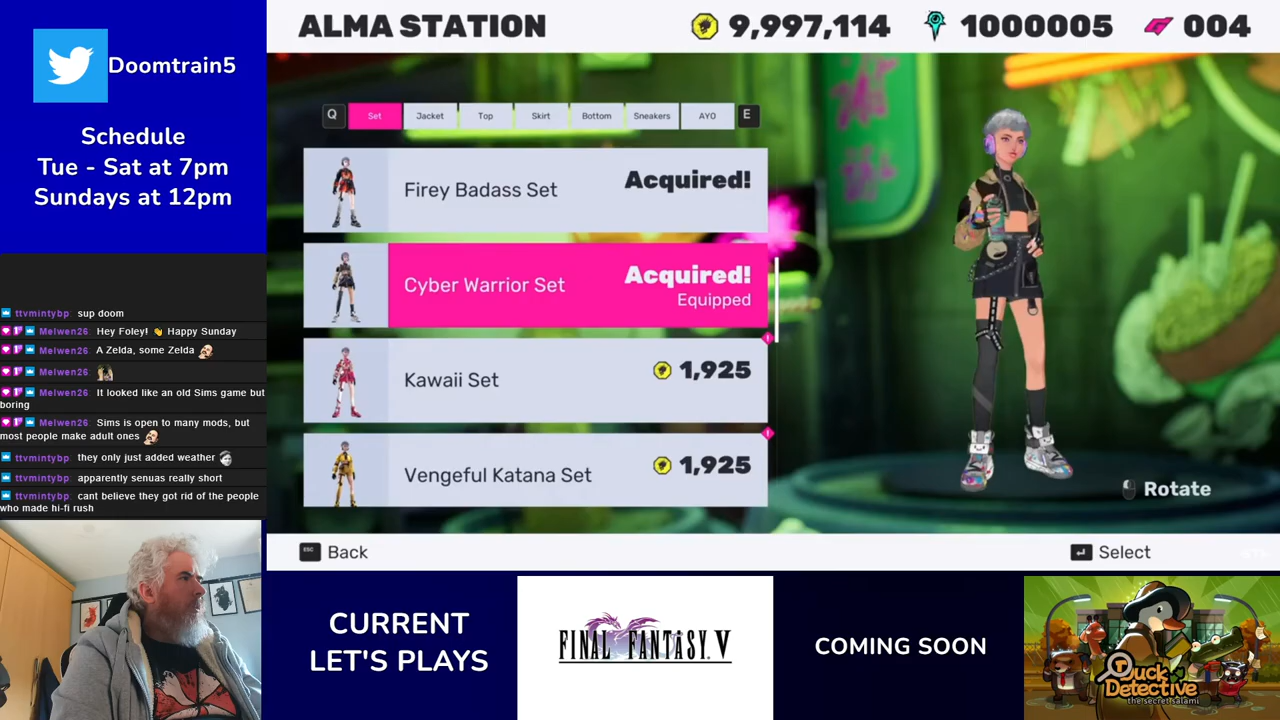 Doomtrain5
Schedule
Tue - Sat at 7pm
Sundays at 12pm
ttvmintybp sup doom
Melwen26 Hey Foley! Happy Sunday
Melwen26 A Zelda, some Zelda
Melwen26
Melwen26 It looked like an old Sims game but
boring
Melwen26 Sims is open to many mods, but
most people make adult ones
ttvmintybp they only just added weather
ttvmintybp apparently senuas really short
ttvmintybp cant believe they got rid of the people
who made hi-fi rush
ALMA STATION 9,997,114 1000005 004
Q Set Jacket Top Skirt Bottom Sneakers AYO E
Firey Badass Set Acquired!
Cyber Warrior Set Acquired!
Equipped
Kawaii Set 1,925
Vengeful Katana Set 1,925
Rotate
ESC Back Select
CURRENT
LET'S PLAYS
FINAL FANTASY V
COMING SOON
Duck
Detective
the secret salami